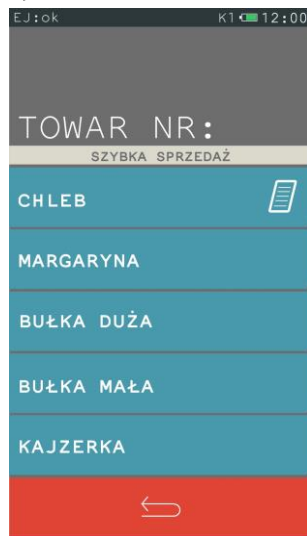 EJ:ok K1 12:00
TOWAR NR:
SZYBKA SPRZEDAŻ
CHLEB
MARGARYNA
BUŁKA DUŻA
BUŁKA MAŁA
KAJZERKA